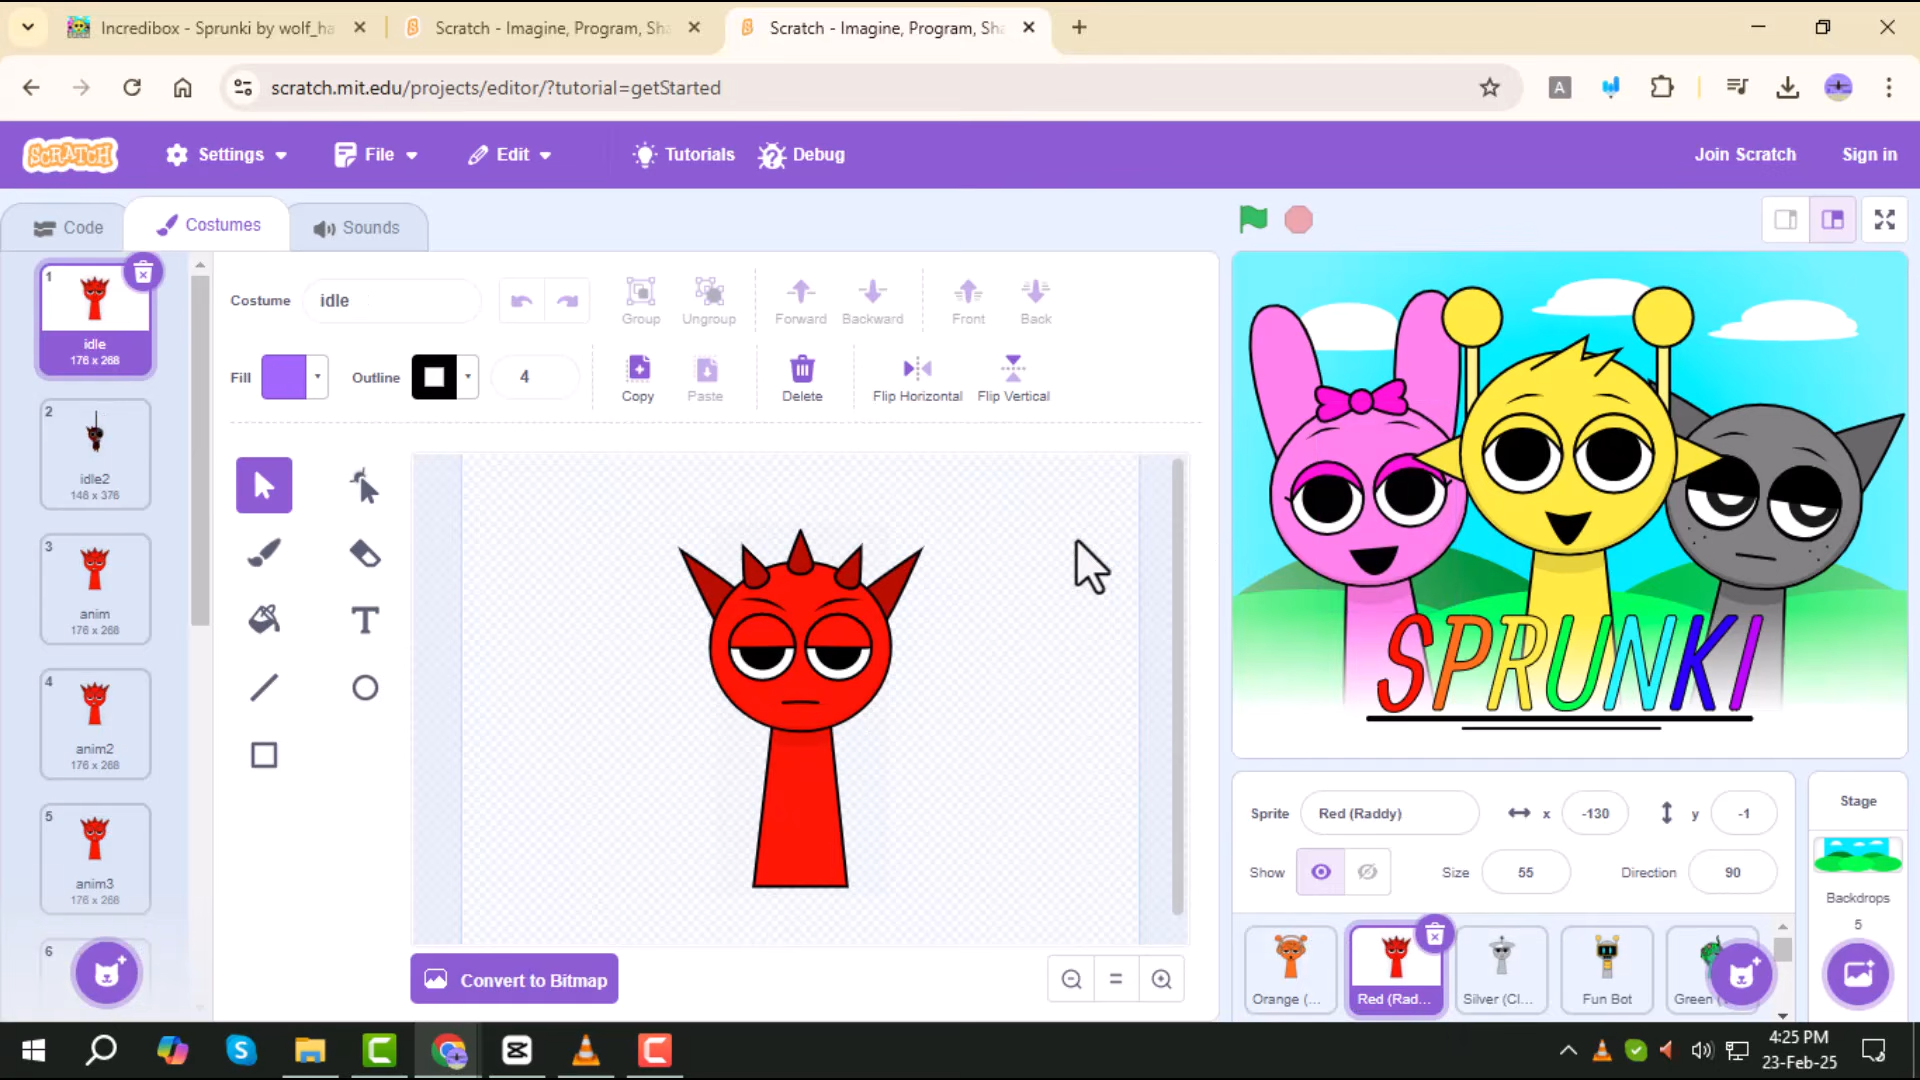 Incredibox - Sprunki by wolf_ha
Scratch - Imagine, Program, Sha
Scratch - Imagine, Program, Sha
scratch.mit.edu/projects/editor/?tutorial=getStarted
A
SCRATCH
Settings
File
Edit
Tutorials
Debug
Join Scratch
Sign in
Code
Costumes
Sounds
1
idle
176 x 268
2
idle2
148 x 376
3
anim
176 x 268
4
anim2
176 x 268
5
anim3
176 x 268
6
Costume
idle
Group
Ungroup
Forward
Backward
Front
Back
Fill
Outline
4
Copy
Paste
Delete
Flip Horizontal
Flip Vertical
T
Convert to Bitmap
SPRUNKI
Sprite
Red (Raddy)
x
-130
y
-1
Show
Size
55
Direction
90
Orange (...
Red (Rad...
Silver (Cl...
Fun Bot
Green
Stage
Backdrops
5
4:25 PM
23-Feb-25